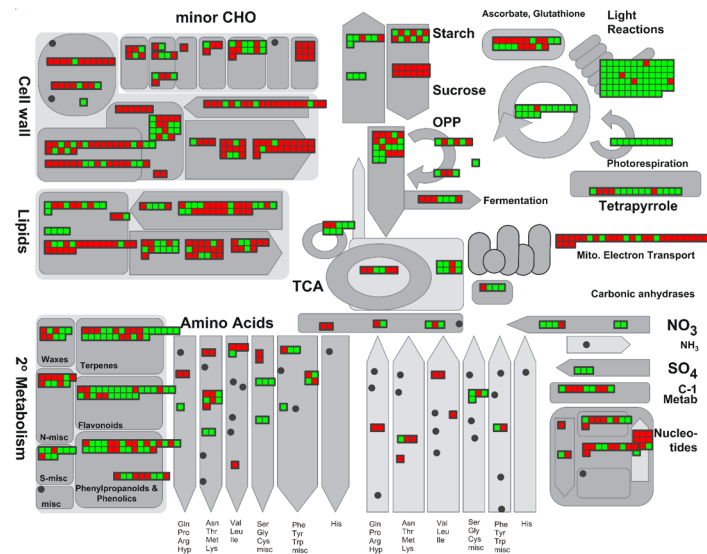 minor CHO
Cell wall
Lipids
2° Metabolism
Starch
Sucrose
OPP
Ascorbate, Glutathione
Light
Reactions
Photorespiration
Tetrapyrrole
Fermentation
TCA
Mito. Electron Transport
Carbonic anhydrases
Amino Acids
NO3
NH3
SO4
C-1
Metab
Nucleo-
tides
Waxes
Terpenes
Flavonoids
N-misc
S-misc
Phenylpropanoids &
Phenolics
misc
Gln
Pro
Arg
Hyp
Asn
Thr
Met
Lys
Val
Leu
Ile
Ser
Gly
Cys
misc
Phe
Tyr
Trp
misc
His
Gln
Pro
Arg
Hyp
Asn
Thr
Met
Lys
Val
Leu
Ile
Ser
Gly
Cys
misc
Phe
Tyr
Trp
misc
His